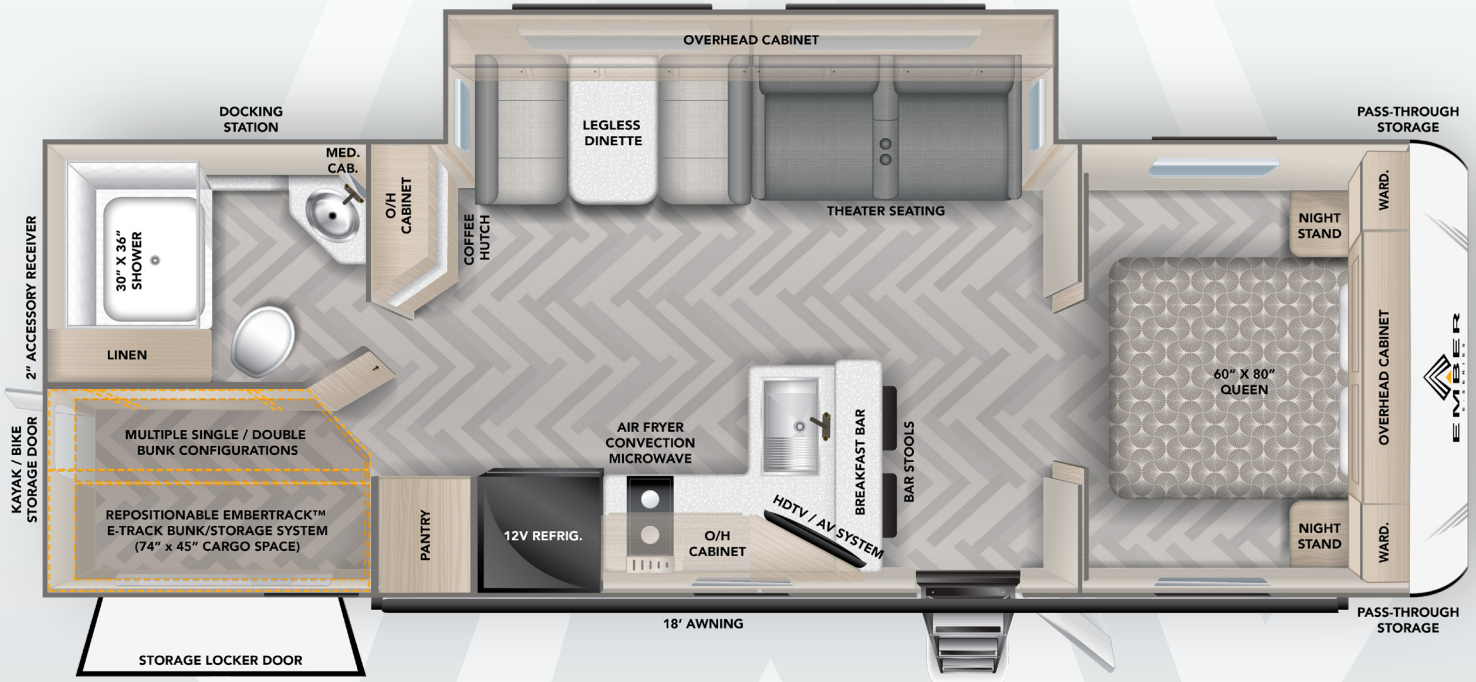 OVERHEAD CABINET
DOCKING
STATION
PASS-THROUGH
STORAGE
MED.
CAB.
LEGLESS
DINETTE
O/H
CABINET
COFFEE
HUTCH
THEATER SEATING
WARD.
NIGHT
STAND
2" ACCESSORY RECEIVER
30" X 36"
SHOWER
LINEN
60" X 80"
QUEEN
OVERHEAD CABINET
EMBER
KAYAK / BIKE
STORAGE DOOR
MULTIPLE SINGLE / DOUBLE
BUNK CONFIGURATIONS
REPOSITIONABLE EMBERTRACK™
E-TRACK BUNK/STORAGE SYSTEM
(74" x 45" CARGO SPACE)
PANTRY
12V REFRIG.
AIR FRYER
CONVECTION
MICROWAVE
O/H
CABINET
HDTV / AV SYSTEM
BREAKFAST BAR
BAR STOOLS
NIGHT
STAND
WARD.
18' AWNING
PASS-THROUGH
STORAGE
STORAGE LOCKER DOOR